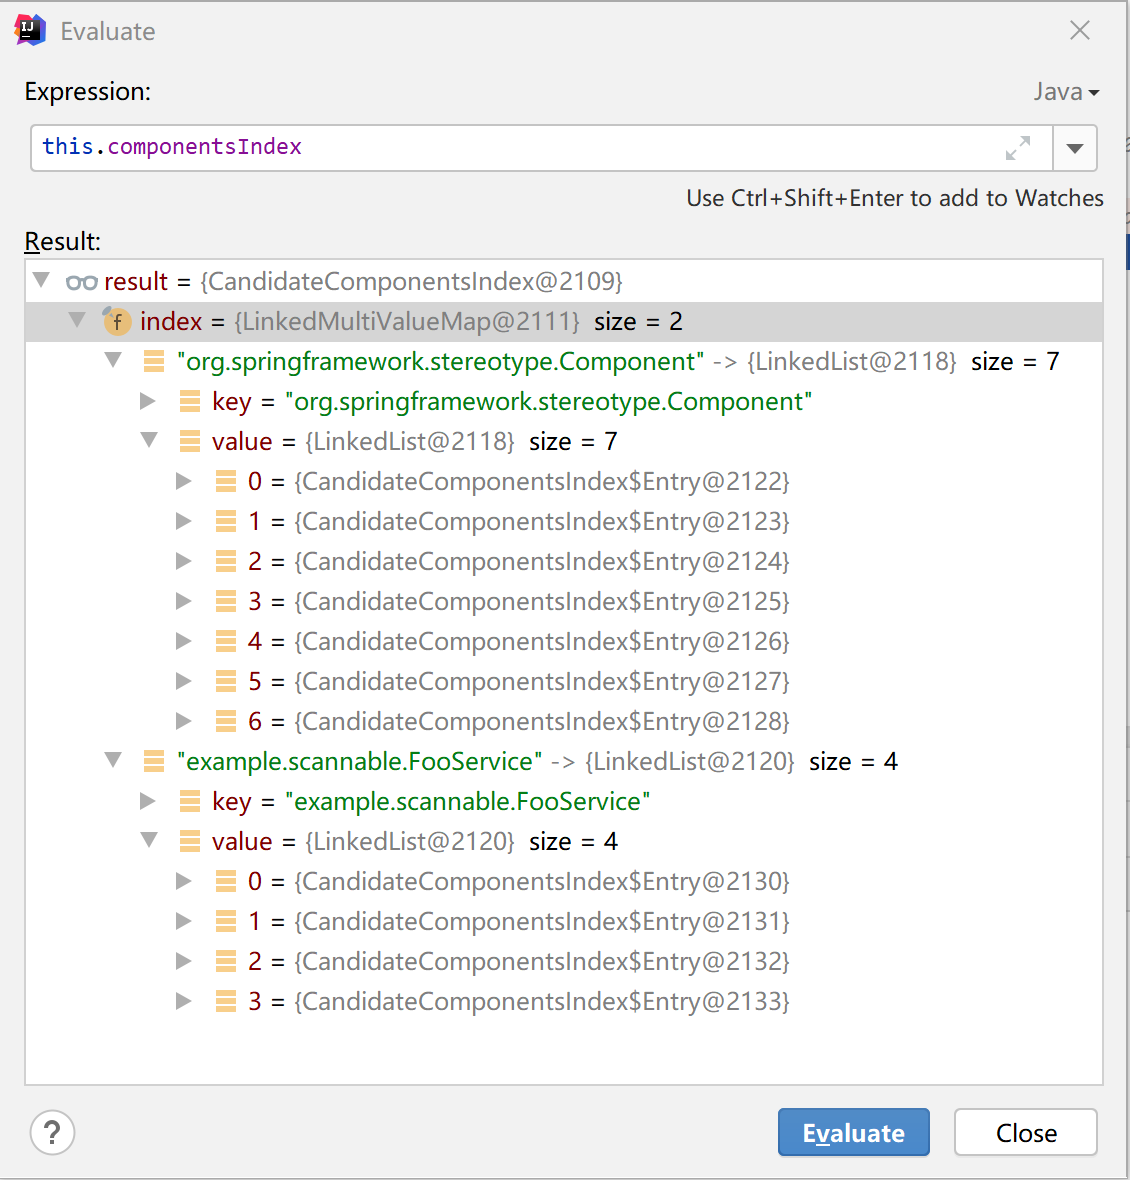 Evaluate
Expression:
Java
this.componentsIndex
Use Ctrl+Shift+Enter to add to Watches
Result:
result = {CandidateComponentsIndex@2109}
index = {LinkedMultiValueMap@2111} size = 2
"org.springframework.stereotype.Component" -> {LinkedList@2118} size = 7
key = "org.springframework.stereotype.Component"
value = {LinkedList@2118} size = 7
0 = {CandidateComponentsIndex$Entry@2122}
1 = {CandidateComponentsIndex$Entry@2123}
2 = {CandidateComponentsIndex$Entry@2124}
3 = {CandidateComponentsIndex$Entry@2125}
4 = {CandidateComponentsIndex$Entry@2126}
5 = {CandidateComponentsIndex$Entry@2127}
6 = {CandidateComponentsIndex$Entry@2128}
"example.scannable.FooService" -> {LinkedList@2120} size = 4
key = "example.scannable.FooService"
value = {LinkedList@2120} size = 4
0 = {CandidateComponentsIndex$Entry@2130}
1 = {CandidateComponentsIndex$Entry@2131}
2 = {CandidateComponentsIndex$Entry@2132}
3 = {CandidateComponentsIndex$Entry@2133}
? Evaluate Close